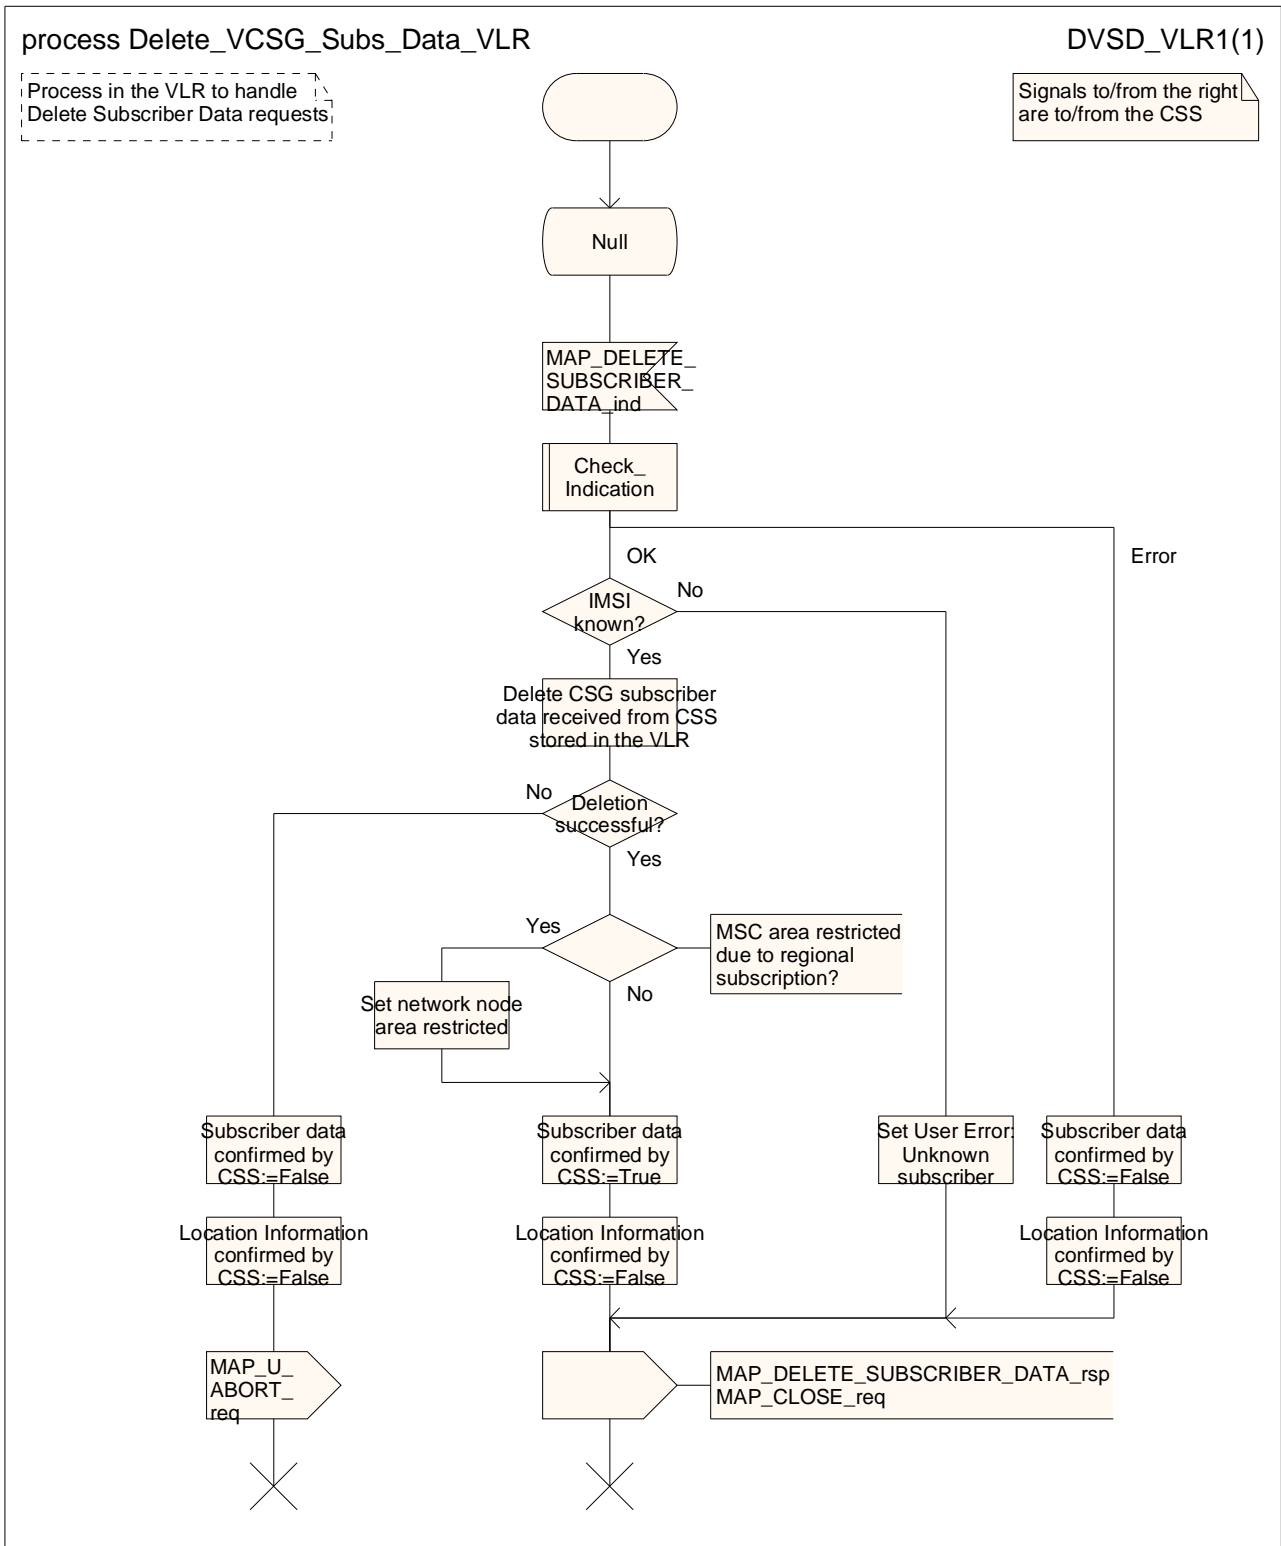 process Delete_VCSG_Subs_Data_VLR
DVSD_VLR1(1)
Process in the VLR to handle
Delete Subscriber Data requests
Signals to/from the right
are to/from the CSS
Null
MAP_DELETE_
SUBSCRIBER_
DATA_ind
Check_
Indication
OK
Error
IMSI
known?
No
Yes
Delete CSG subscriber
data received from CSS
stored in the VLR
No
Deletion
successful?
Yes
Yes
MSC area restricted
due to regional
subscription?
No
Set network node
area restricted
Subscriber data
confirmed by
CSS:=False
Subscriber data
confirmed by
CSS:=True
Set User Error:
Unknown
subscriber
Subscriber data
confirmed by
CSS:=False
Location Information
confirmed by
CSS:=False
Location Information
confirmed by
CSS:=False
Location Information
confirmed by
CSS:=False
MAP_U_
ABORT_
req
MAP_DELETE_SUBSCRIBER_DATA_rsp
MAP_CLOSE_req